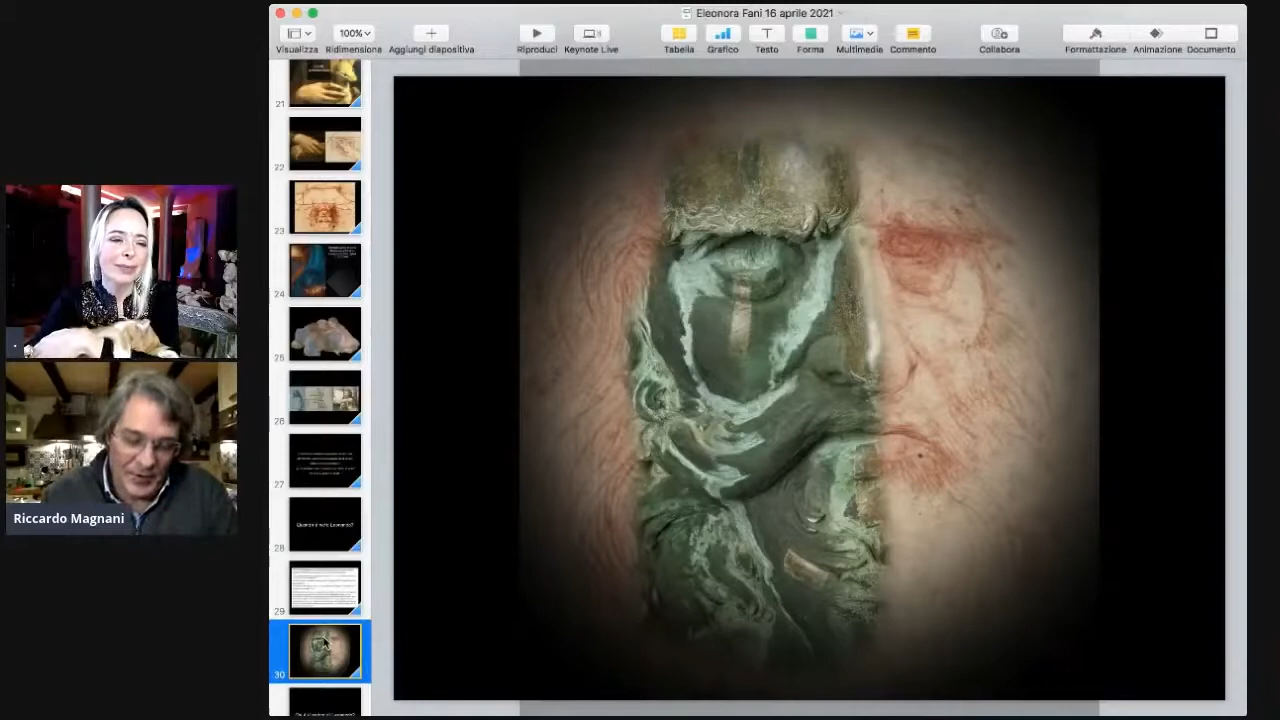 Eleonora Fani 16 aprile 2021
100%
Visualizza
Ridimensiona
Aggiungi diapositiva
Riproduci
Keynote Live
Tabella
Grafico
Testo
Forma
Multimedia
Commento
Collabora
Formattazione
Animazione
Documento
21
22
23
24
25
26
27
28
29
30
Riccardo Magnani